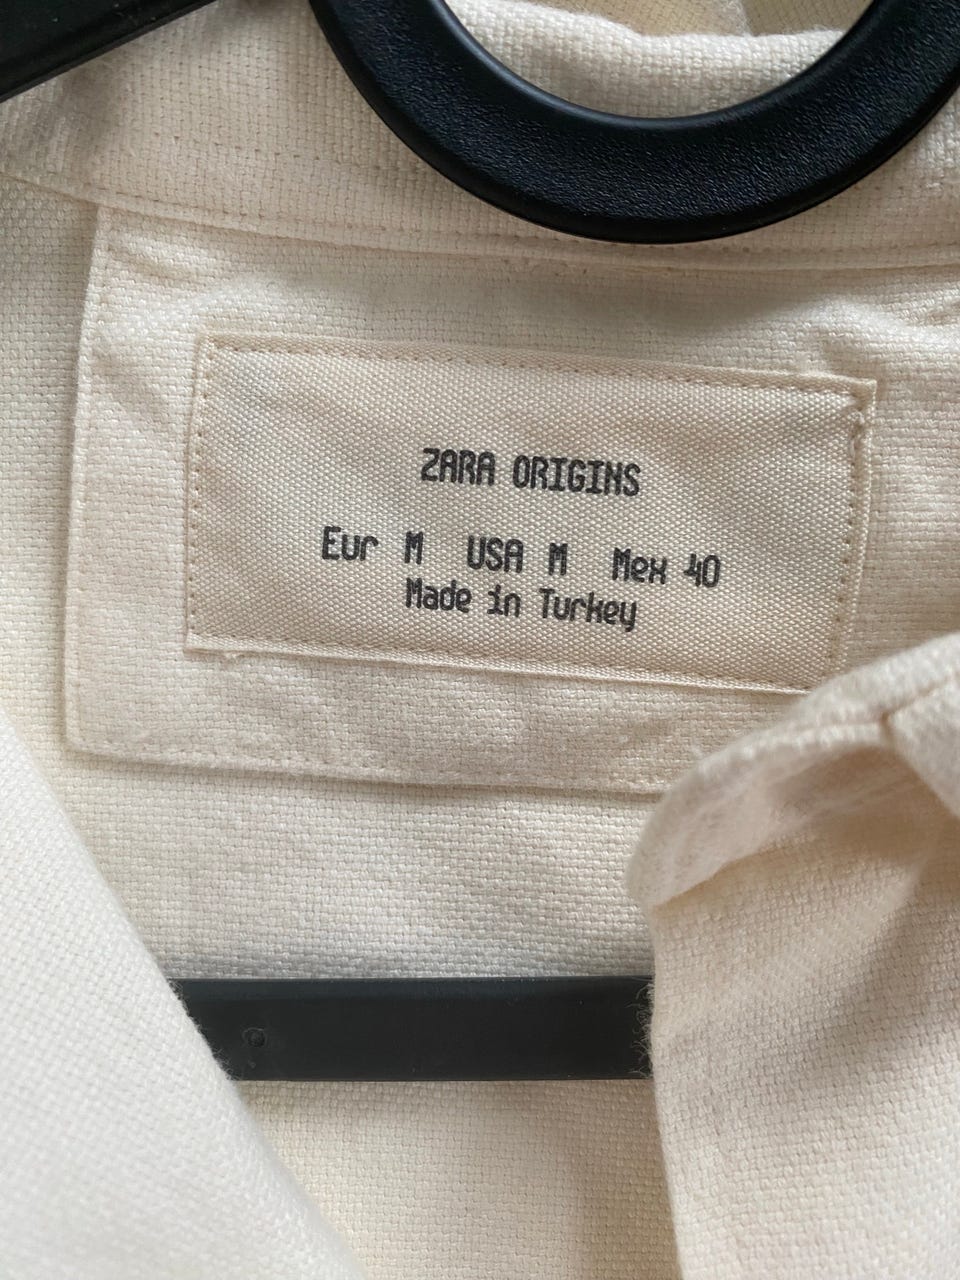 ZARA ORIGINS
Eur M USA M Mex 40
Made in Turkey